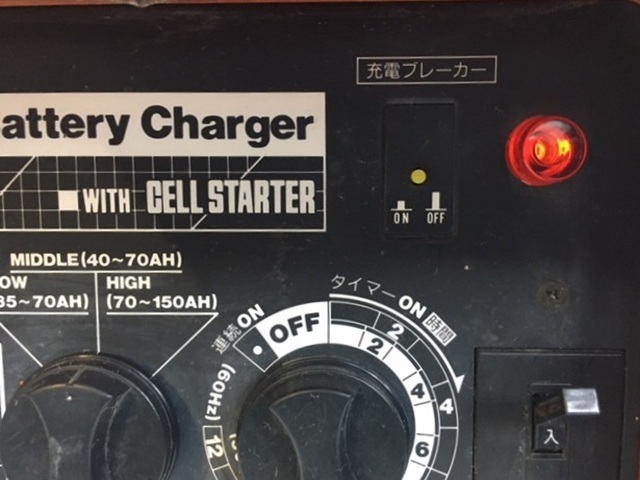 充電ブレーカー
attery Charger
WITH CELL STARTER
ON OFF
MIDDLE(40~70AH)
OW HIGH
35~70AH) (70~150AH)
連続ON
OFF
タイマーON時間
2
2
4
4
6
(60Hz)
12
入